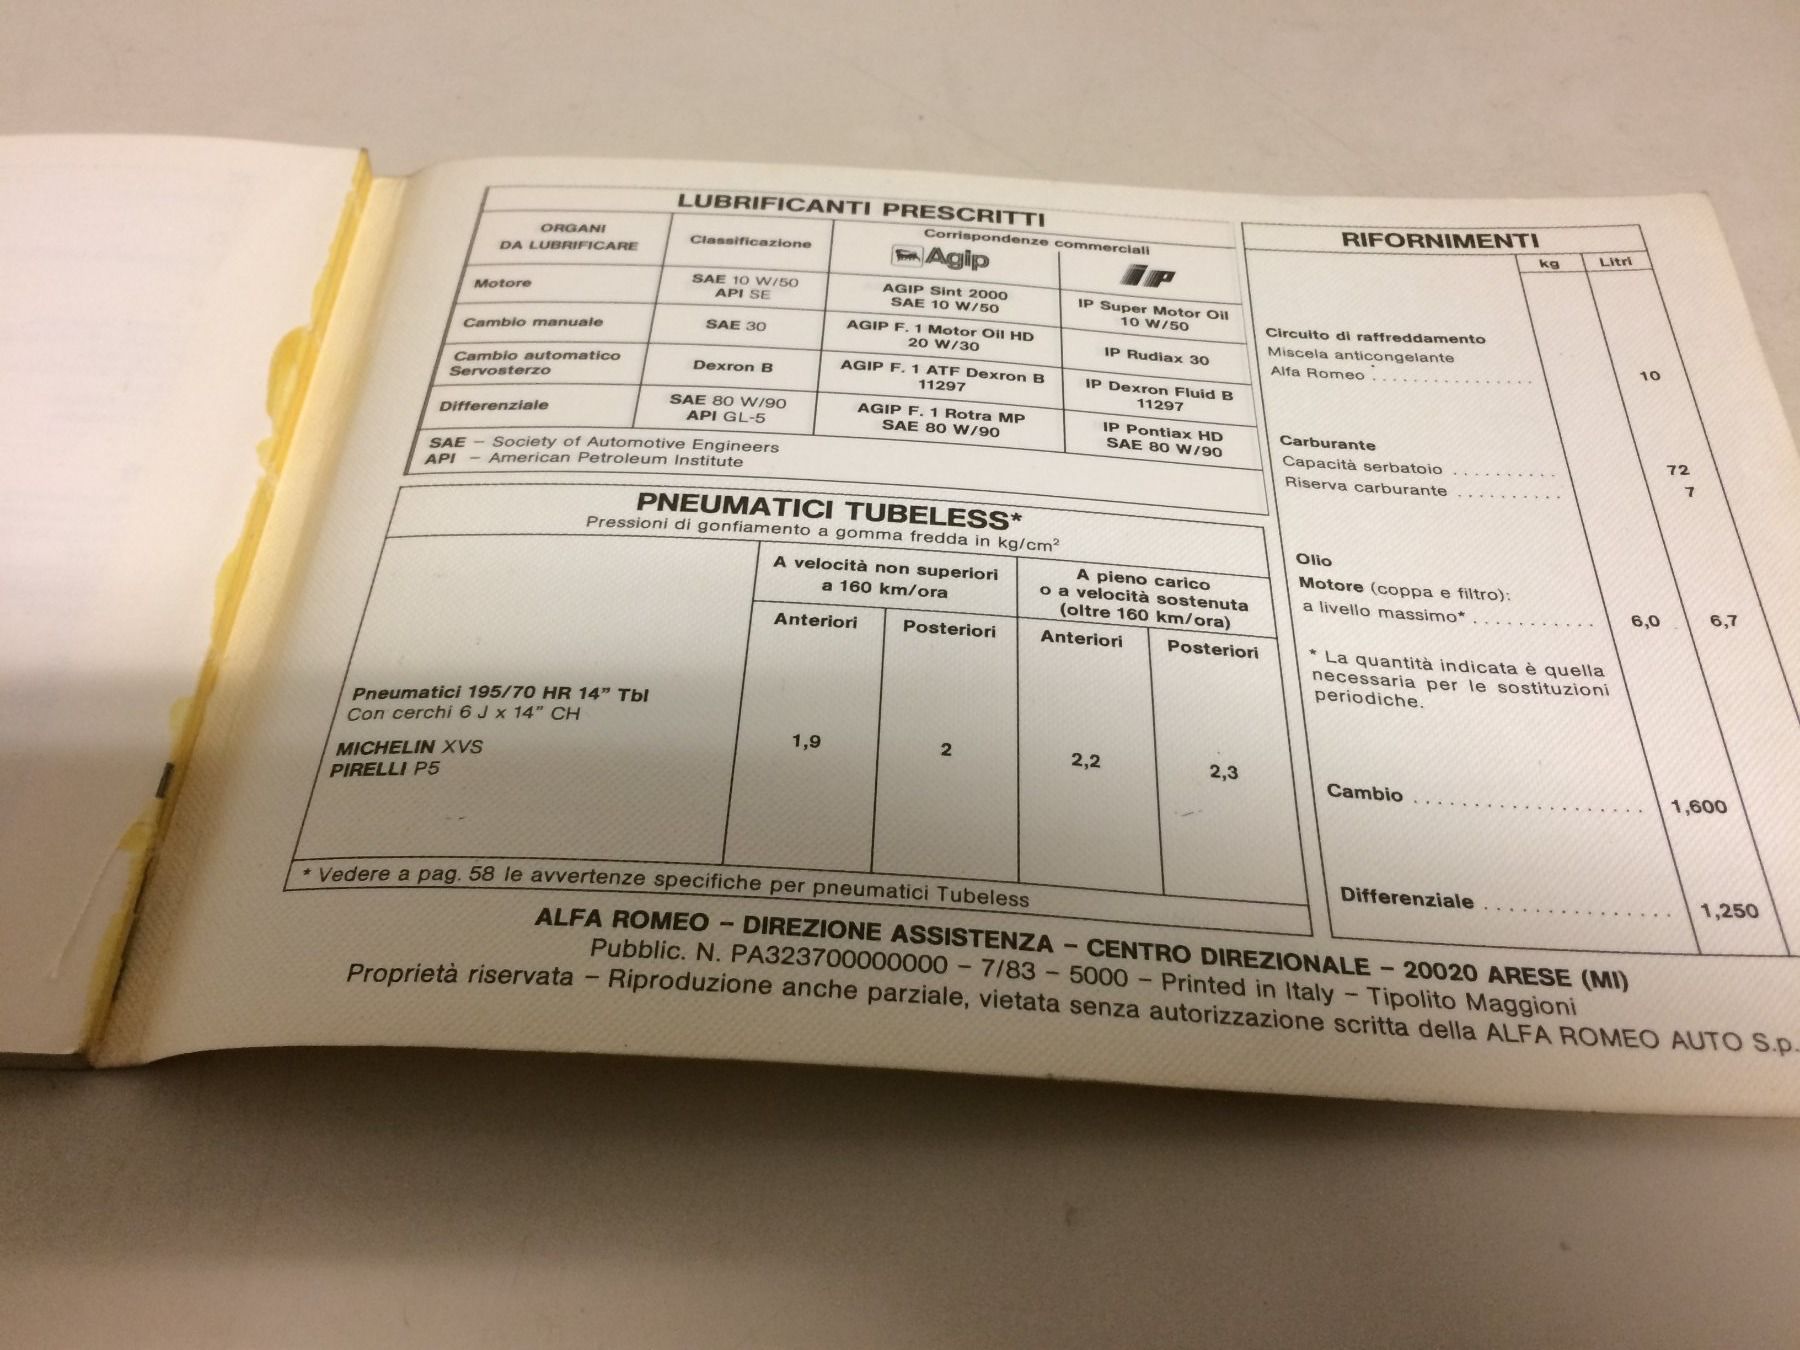 LUBRIFICANTI PRESCRITTI
ORGANI
DA LUBRIFICARE
Classificazione
Corrispondenze commerciali
Agip
IP
Motore
SAE 10 W/50
API SE
AGIP Sint 2000
SAE 10 W/50
IP Super Motor Oil
10 W/50
Cambio manuale
SAE 30
AGIP F. 1 Motor Oil HD
20 W/30
IP Rudiax 30
Cambio automatico
Servosterzo
Dexron B
AGIP F. 1 ATF Dexron B
11297
IP Dexron Fluid B
11297
Differenziale
SAE 80 W/90
API GL-5
AGIP F. 1 Rotra MP
SAE 80 W/90
IP Pontiax HD
SAE 80 W/90
SAE – Society of Automotive Engineers
API – American Petroleum Institute
PNEUMATICI TUBELESS*
Pressioni di gonfiamento a gomma fredda in kg/cm²
A velocità non superiori
a 160 km/ora
A pieno carico
o a velocità sostenuta
(oltre 160 km/ora)
Anteriori
Posteriori
Anteriori
Posteriori
Pneumatici 195/70 HR 14” Tbl
Con cerchi 6 J x 14” CH
MICHELIN XVS
PIRELLI P5
1,9
2
2,2
2,3
* Vedere a pag. 58 le avvertenze specifiche per pneumatici Tubeless
RIFORNIMENTI
kg
Litri
Circuito di raffreddamento
Miscela anticongelante
Alfa Romeo . . . . . . . . . . . . . . . . 10
Carburante
Capacità serbatoio . . . . . . . . . . . 72
Riserva carburante . . . . . . . . . . . 7
Olio
Motore (coppa e filtro):
a livello massimo* . . . . . . . . . . . 6,0 6,7
* La quantità indicata è quella
necessaria per le sostituzioni
periodiche.
Cambio . . . . . . . . . . . . . . . . . . . . 1,600
Differenziale . . . . . . . . . . . . . . . . 1,250
ALFA ROMEO – DIREZIONE ASSISTENZA – CENTRO DIREZIONALE – 20020 ARESE (MI)
Pubblic. N. PA323700000000 – 7/83 – 5000 – Printed in Italy – Tipolito Maggioni
Proprietà riservata – Riproduzione anche parziale, vietata senza autorizzazione scritta della ALFA ROMEO AUTO S.p.